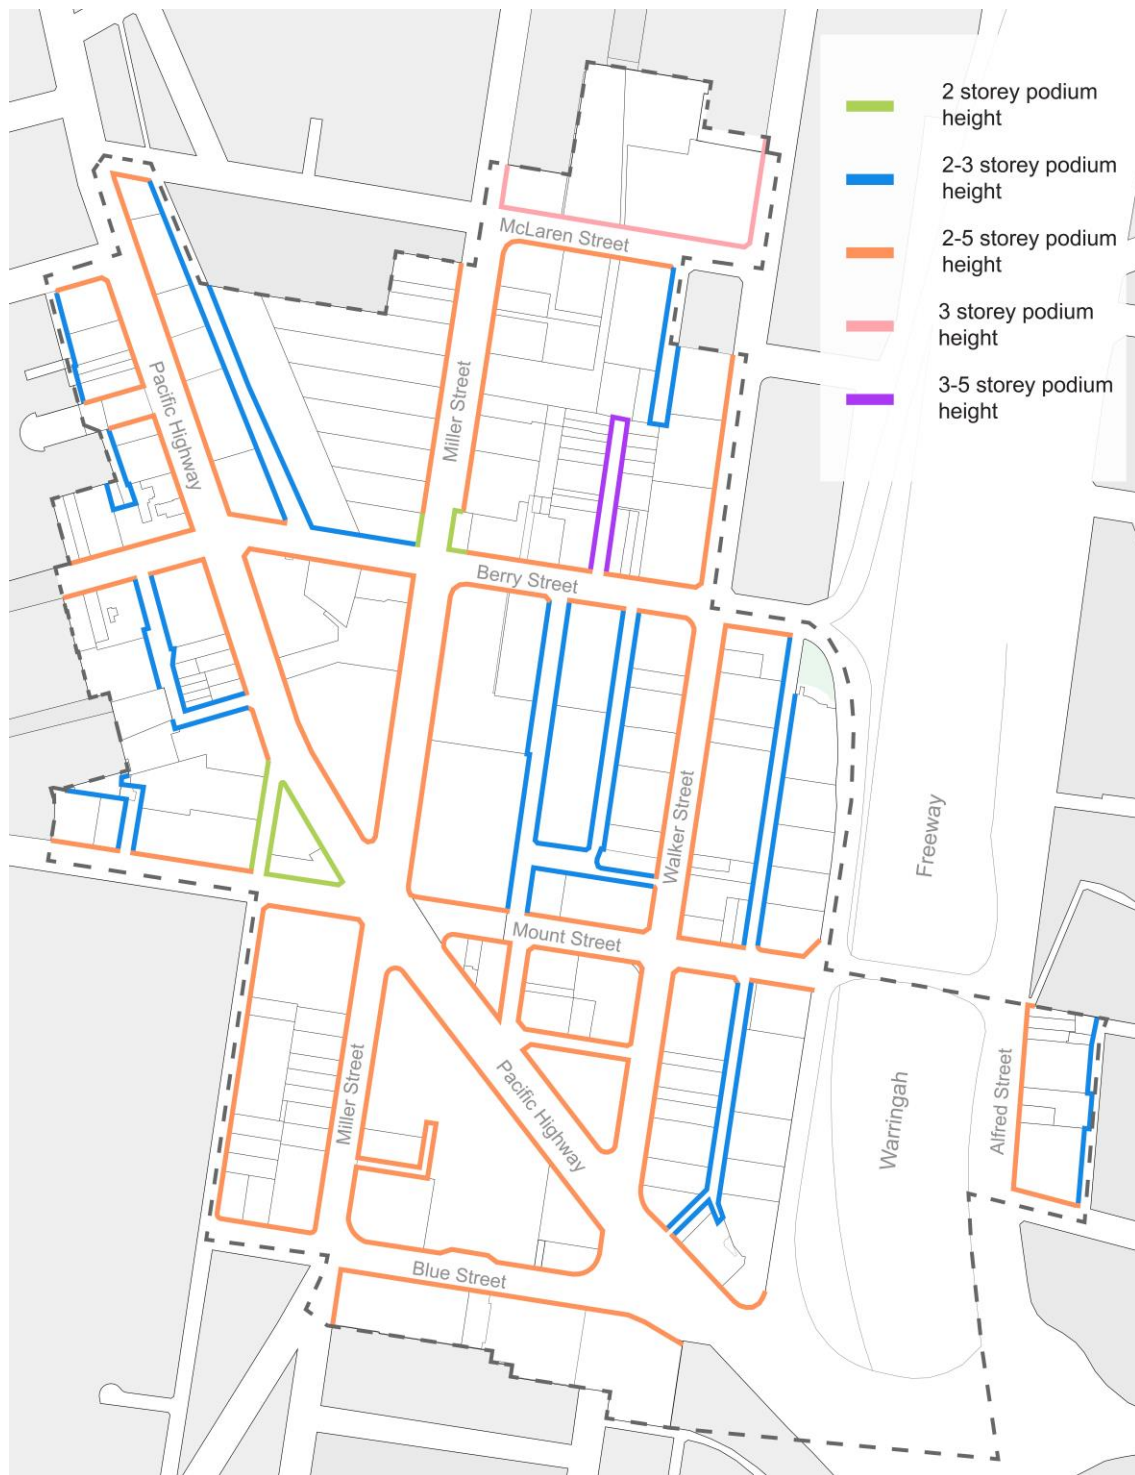 2 storey podium
height
2-3 storey podium
height
2-5 storey podium
height
3 storey podium
height
3-5 storey podium
height
McLaren Street
Pacific Highway
Miller Street
Berry Street
Walker Street
Freeway
Mount Street
Miller Street
Pacific Highway
Warringah
Alfred Street
Blue Street